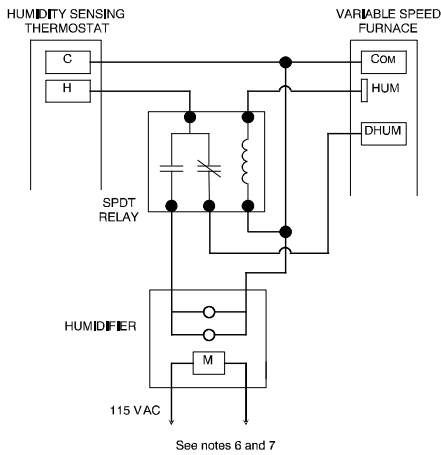 HUMIDITY SENSING
THERMOSTAT
VARIABLE SPEED
FURNACE
C
COM
H
HUM
DHUM
SPDT
RELAY
HUMIDIFIER
M
115 VAC
See notes 6 and 7